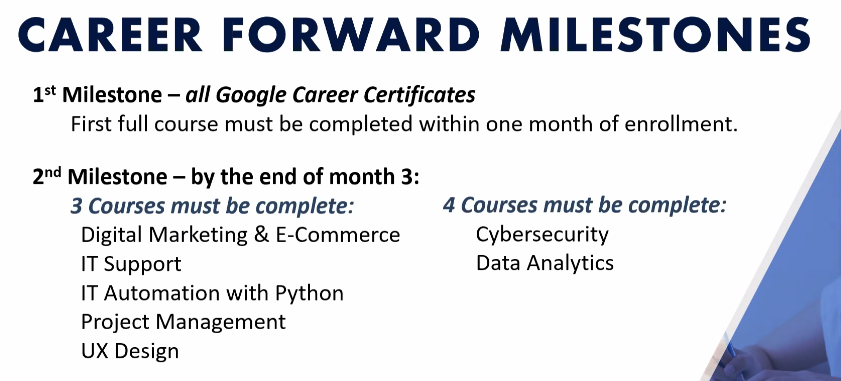 CAREER FORWARD MILESTONES
1st Milestone – all Google Career Certificates
First full course must be completed within one month of enrollment.
2nd Milestone – by the end of month 3:
3 Courses must be complete:
Digital Marketing & E-Commerce
IT Support
IT Automation with Python
Project Management
UX Design
4 Courses must be complete:
Cybersecurity
Data Analytics